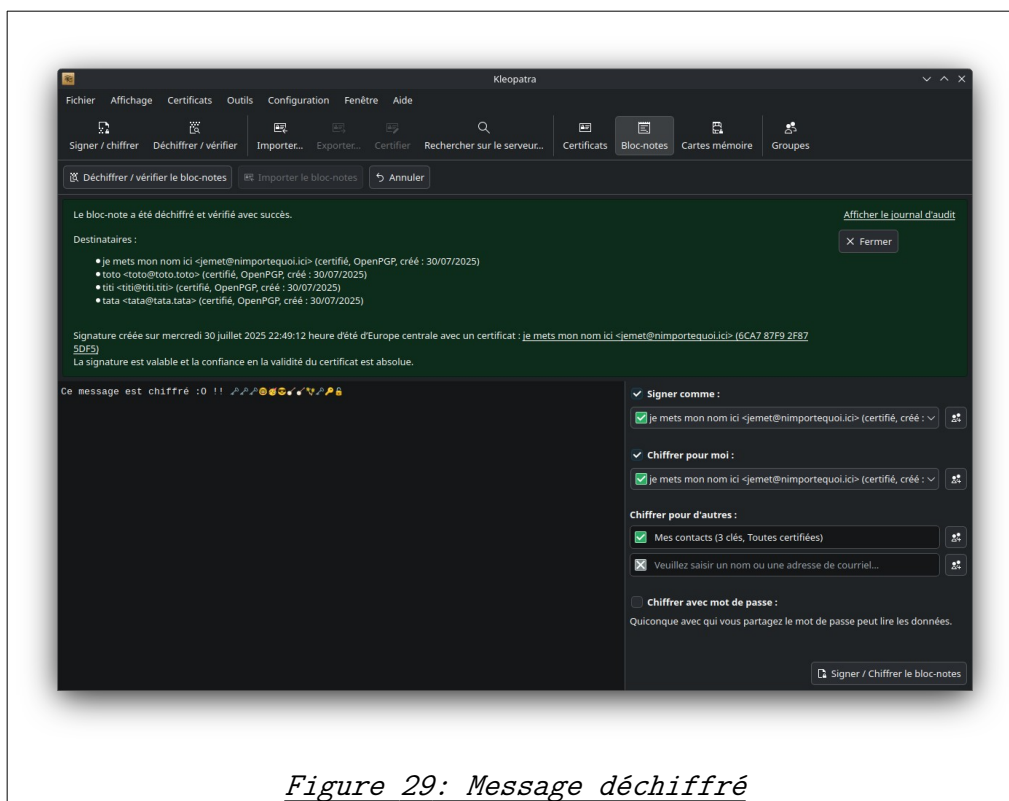 Kleopatra
Fichier Affichage Certificats Outils Configuration Fenêtre Aide
Signer / chiffrer Déchiffrer / vérifier Importer... Exporter... Certifier Rechercher sur le serveur... Certificats Bloc-notes Cartes mémoire Groupes
Déchiffrer / vérifier le bloc-notes Importer le bloc-notes Annuler
Le bloc-note a été déchiffré et vérifié avec succès.
Afficher le journal d'audit
Destinataires :
Fermer
• je mets mon nom ici <jemet@nimportequoi.ici> (certifié, OpenPGP, créé : 30/07/2025)
• toto <toto@toto.toto> (certifié, OpenPGP, créé : 30/07/2025)
• titi <titi@titi.titi> (certifié, OpenPGP, créé : 30/07/2025)
• tata <tata@tata.tata> (certifié, OpenPGP, créé : 30/07/2025)
Signature créée sur mercredi 30 juillet 2025 22:49:12 heure d'été d'Europe centrale avec un certificat : je mets mon nom ici <jemet@nimportequoi.ici> (6CA7 87F9 2F87
5DF5)
La signature est valable et la confiance en la validité du certificat est absolue.
Ce message est chiffré :O !!
Signer comme :
je mets mon nom ici <jemet@nimportequoi.ici> (certifié, créé :
Chiffrer pour moi :
je mets mon nom ici <jemet@nimportequoi.ici> (certifié, créé :
Chiffrer pour d'autres :
Mes contacts (3 clés, Toutes certifiées)
Veuillez saisir un nom ou une adresse de courriel...
Chiffrer avec mot de passe :
Quiconque avec qui vous partagez le mot de passe peut lire les données.
Signer / Chiffrer le bloc-notes
Figure 29: Message déchiffré